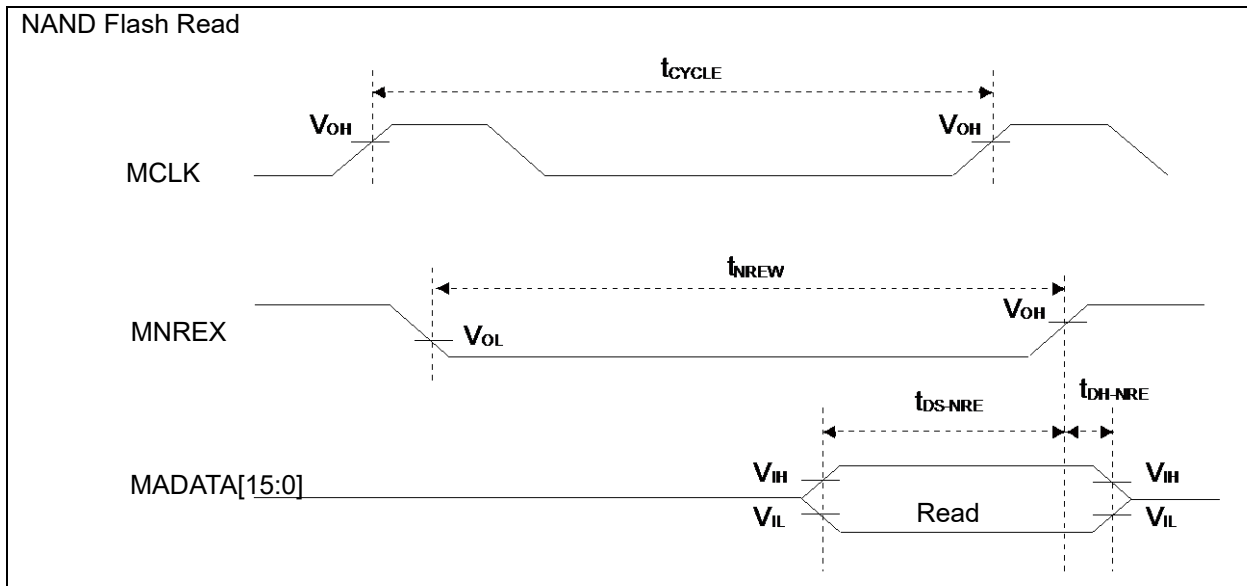 NAND Flash Read
tCYCLE
VOH VOH
MCLK
tNREW
VOH
MNREX
VOL
tDS-NRE tDH-NRE
VIH VIH
MADATA[15:0]
VIL Read VIL